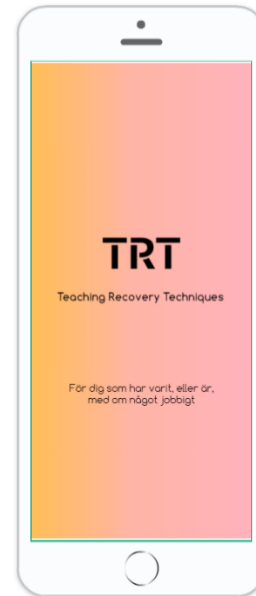 TRT
Teaching Recovery Techniques
För dig som har varit, eller är,
med om något jobbigt